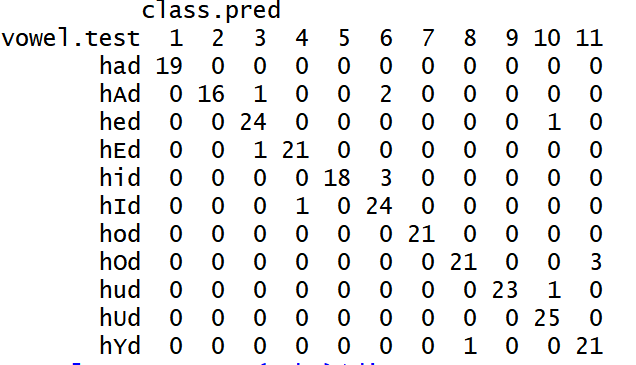 class.pred
vowel.test 1 2 3 4 5 6 7 8 9 10 11
had 19 0 0 0 0 0 0 0 0 0 0
hAd 0 16 1 0 0 2 0 0 0 0 0
hed 0 0 24 0 0 0 0 0 0 1 0
hEd 0 0 1 21 0 0 0 0 0 0 0
hid 0 0 0 0 18 3 0 0 0 0 0
hId 0 0 0 1 0 24 0 0 0 0 0
hod 0 0 0 0 0 0 21 0 0 0 0
hOd 0 0 0 0 0 0 0 21 0 0 3
hud 0 0 0 0 0 0 0 0 23 1 0
hUd 0 0 0 0 0 0 0 0 0 25 0
hYd 0 0 0 0 0 0 0 1 0 0 21